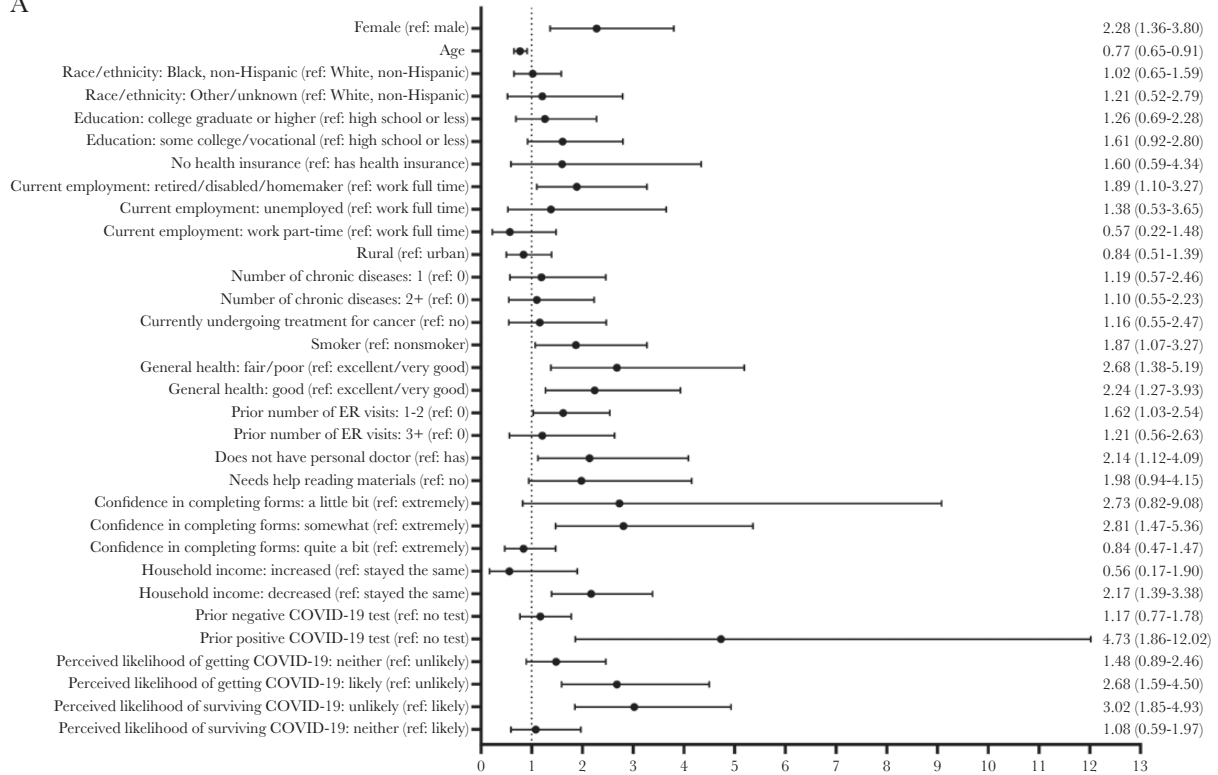 A
Female (ref: male) 2.28 (1.36-3.80)
Age 0.77 (0.65-0.91)
Race/ethnicity: Black, non-Hispanic (ref: White, non-Hispanic) 1.02 (0.65-1.59)
Race/ethnicity: Other/unknown (ref: White, non-Hispanic) 1.21 (0.52-2.79)
Education: college graduate or higher (ref: high school or less) 1.26 (0.69-2.28)
Education: some college/vocational (ref: high school or less) 1.61 (0.92-2.80)
No health insurance (ref: has health insurance) 1.60 (0.59-4.34)
Current employment: retired/disabled/homemaker (ref: work full time) 1.89 (1.10-3.27)
Current employment: unemployed (ref: work full time) 1.38 (0.53-3.65)
Current employment: work part-time (ref: work full time) 0.57 (0.22-1.48)
Rural (ref: urban) 0.84 (0.51-1.39)
Number of chronic diseases: 1 (ref: 0) 1.19 (0.57-2.46)
Number of chronic diseases: 2+ (ref: 0) 1.10 (0.55-2.23)
Currently undergoing treatment for cancer (ref: no) 1.16 (0.55-2.47)
Smoker (ref: nonsmoker) 1.87 (1.07-3.27)
General health: fair/poor (ref: excellent/very good) 2.68 (1.38-5.19)
General health: good (ref: excellent/very good) 2.24 (1.27-3.93)
Prior number of ER visits: 1-2 (ref: 0) 1.62 (1.03-2.54)
Prior number of ER visits: 3+ (ref: 0) 1.21 (0.56-2.63)
Does not have personal doctor (ref: has) 2.14 (1.12-4.09)
Needs help reading materials (ref: no) 1.98 (0.94-4.15)
Confidence in completing forms: a little bit (ref: extremely) 2.73 (0.82-9.08)
Confidence in completing forms: somewhat (ref: extremely) 2.81 (1.47-5.36)
Confidence in completing forms: quite a bit (ref: extremely) 0.84 (0.47-1.47)
Household income: increased (ref: stayed the same) 0.56 (0.17-1.90)
Household income: decreased (ref: stayed the same) 2.17 (1.39-3.38)
Prior negative COVID-19 test (ref: no test) 1.17 (0.77-1.78)
Prior positive COVID-19 test (ref: no test) 4.73 (1.86-12.02)
Perceived likelihood of getting COVID-19: neither (ref: unlikely) 1.48 (0.89-2.46)
Perceived likelihood of getting COVID-19: likely (ref: unlikely) 2.68 (1.59-4.50)
Perceived likelihood of surviving COVID-19: unlikely (ref: likely) 3.02 (1.85-4.93)
Perceived likelihood of surviving COVID-19: neither (ref: likely) 1.08 (0.59-1.97)
0 1 2 3 4 5 6 7 8 9 10 11 12 13